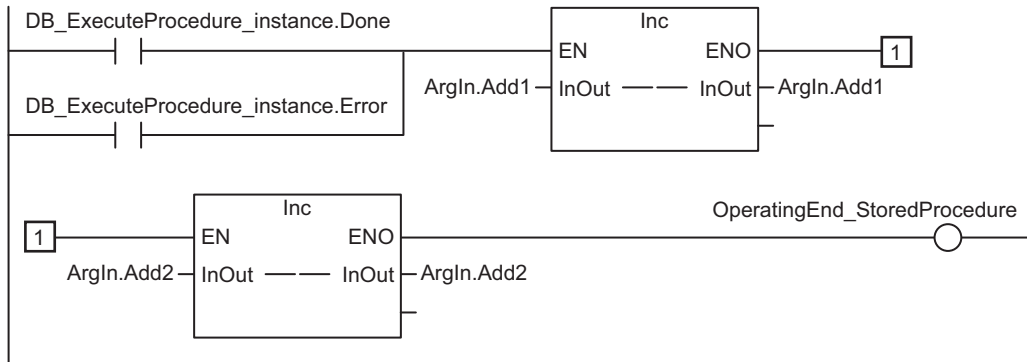 DB_ExecuteProcedure_instance.Done
Inc
EN ENO 1
ArgIn.Add1 InOut InOut ArgIn.Add1
DB_ExecuteProcedure_instance.Error
Inc
OperatingEnd_StoredProcedure
1 EN ENO
ArgIn.Add2 InOut InOut ArgIn.Add2